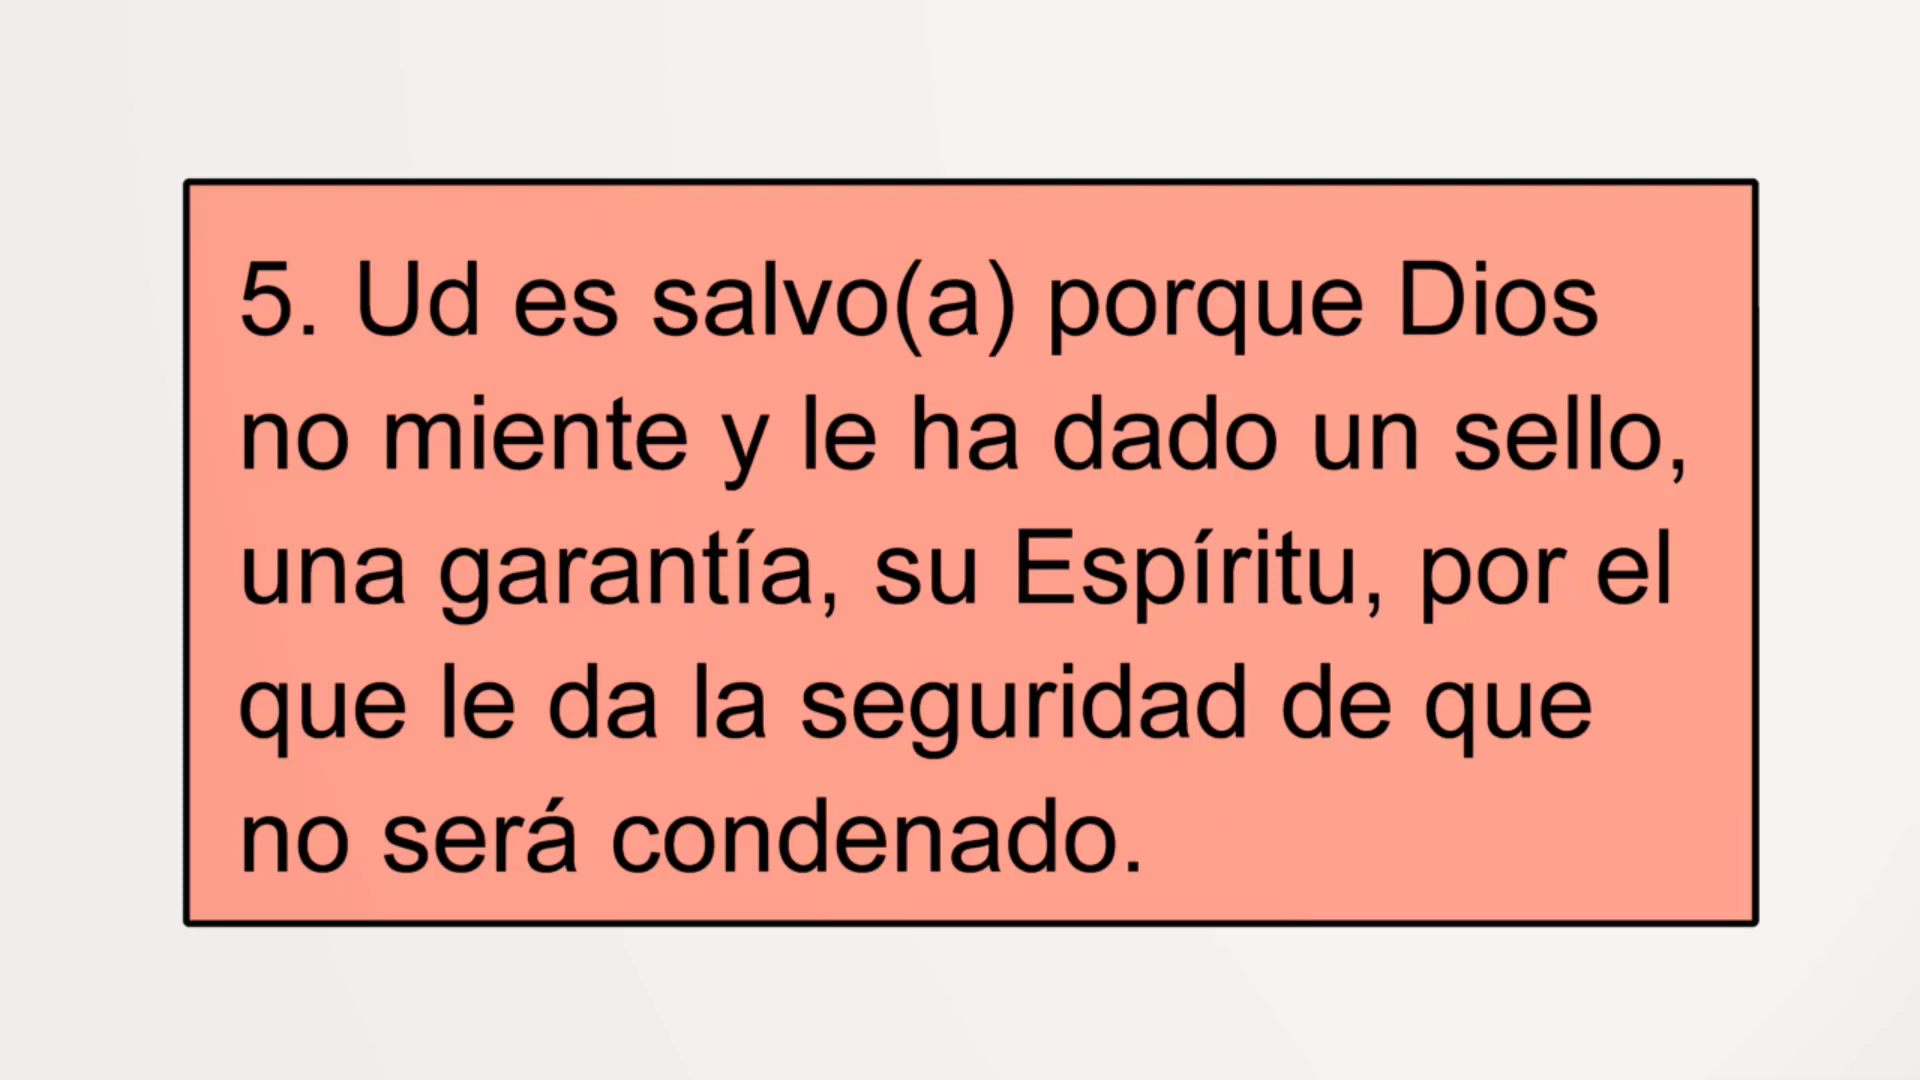 5. Ud es salvo(a) porque Dios
no miente y le ha dado un sello,
una garantía, su Espíritu, por el
que le da la seguridad de que
no será condenado.